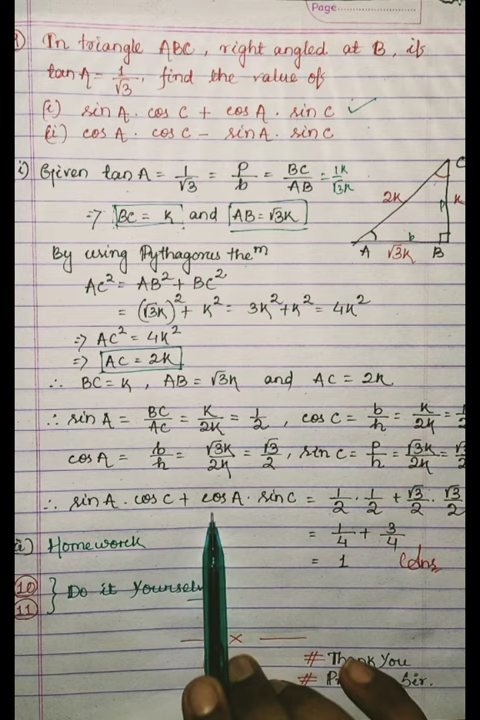 Page
9) In triangle ABC, right angled at B, if
tan A = 1/√3, find the value of
(i) sin A . cos C + cos A . sin C ✓
(ii) cos A . cos C - sin A . sin C
i) Given tan A = 1/√3 = P/b = BC/AB = 1K/√3K
⇒ BC = K and AB = √3K
C
2K
K
P
A
b
B
√3K
By using Pythagorus the^m
AC² = AB² + BC²
= (√3K)² + K² = 3K² + K² = 4K²
⇒ AC² = 4K²
⇒ AC = 2K
∴ BC = K, AB = √3K and AC = 2K
∴ sin A = BC/AC = K/2K = 1/2, cos C = b/h = K/2K = 1/2
cos A = b/h = √3K/2K = √3/2, sin C = P/h = √3K/2K = √3
∴ sin A . cos C + cos A . sin C = 1/2 . 1/2 + √3/2 . √3/2
= 1/4 + 3/4
= 1 Ans
ii) Homework
10
11 } Do it Yourself
×
# Thank You
# Sir.